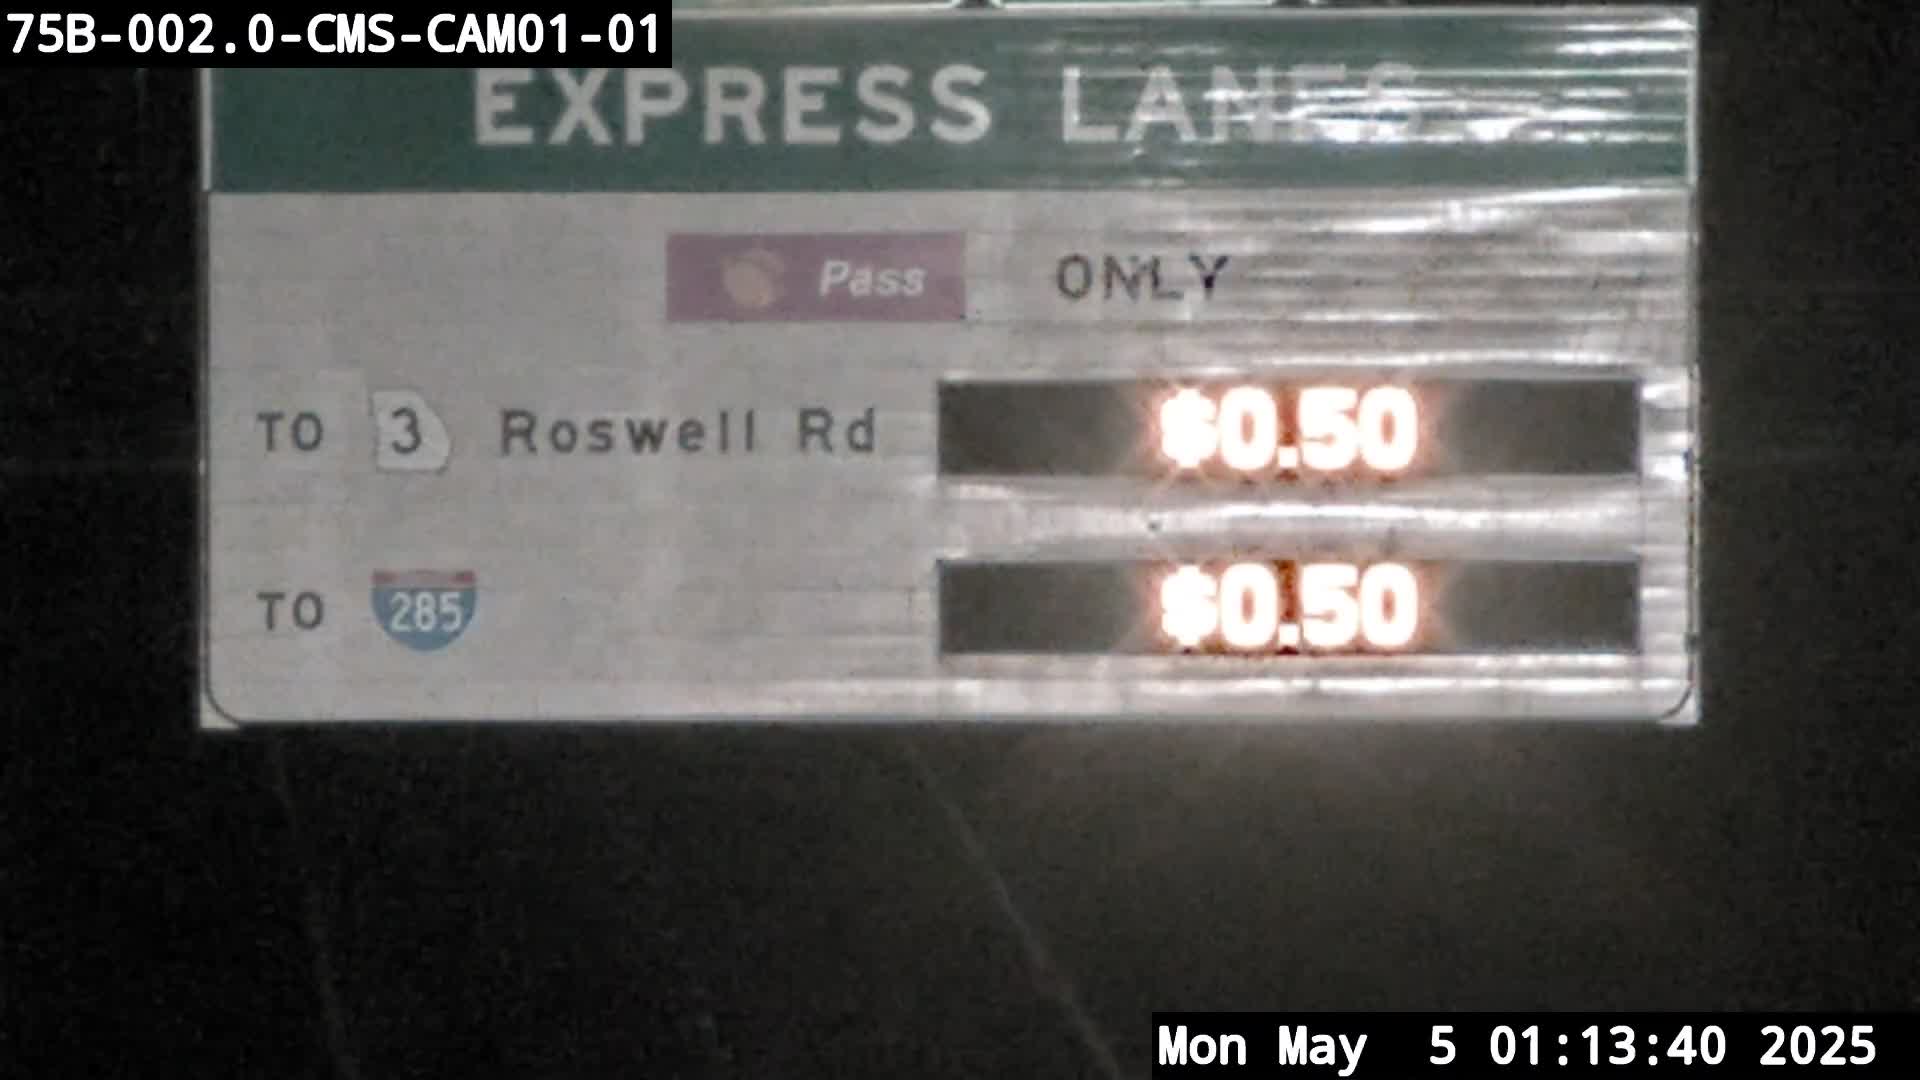 75B-002.0-CMS-CAM01-01
EXPRESS LANES
Pass ONLY
TO 3 Roswell Rd $0.50
TO 285 $0.50
Mon May 5 01:13:40 2025